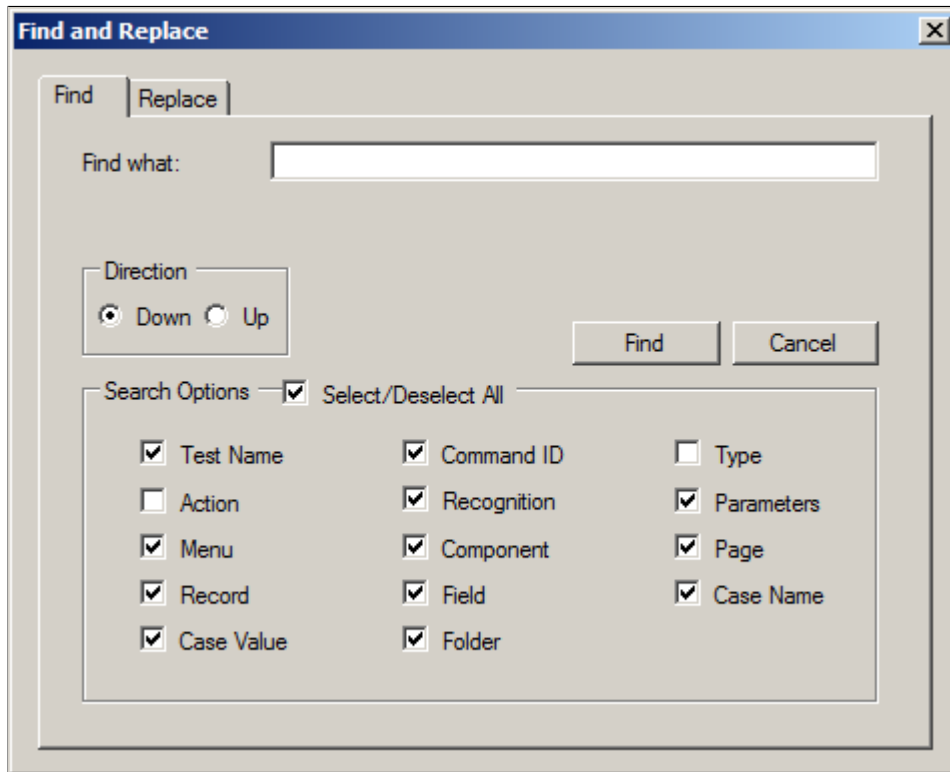 Find and Replace
Find Replace
Find what:
Direction
Down Up
Find Cancel
Search Options Select/Deselect All
Test Name Command ID Type
Action Recognition Parameters
Menu Component Page
Record Field Case Name
Case Value Folder